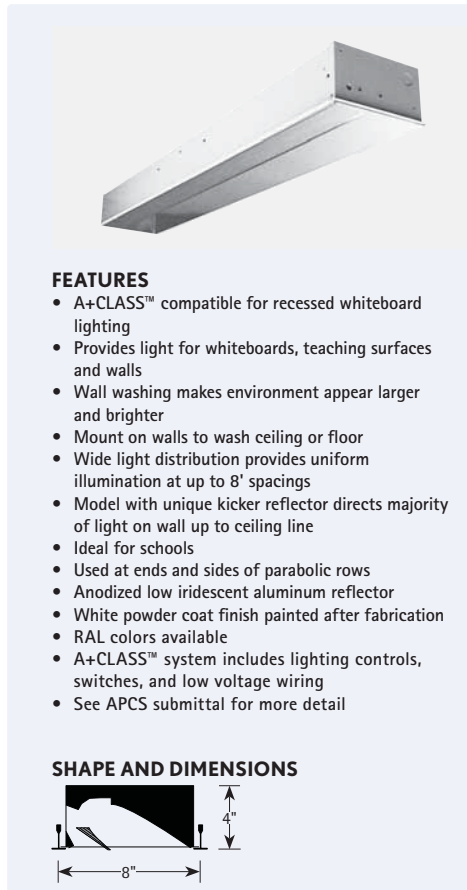 FEATURES
• A+CLASS™ compatible for recessed whiteboard
lighting
• Provides light for whiteboards, teaching surfaces
and walls
• Wall washing makes environment appear larger
and brighter
• Mount on walls to wash ceiling or floor
• Wide light distribution provides uniform
illumination at up to 8' spacings
• Model with unique kicker reflector directs majority
of light on wall up to ceiling line
• Ideal for schools
• Used at ends and sides of parabolic rows
• Anodized low iridescent aluminum reflector
• White powder coat finish painted after fabrication
• RAL colors available
• A+CLASS™ system includes lighting controls,
switches, and low voltage wiring
• See APCS submittal for more detail
SHAPE AND DIMENSIONS
4"
8"